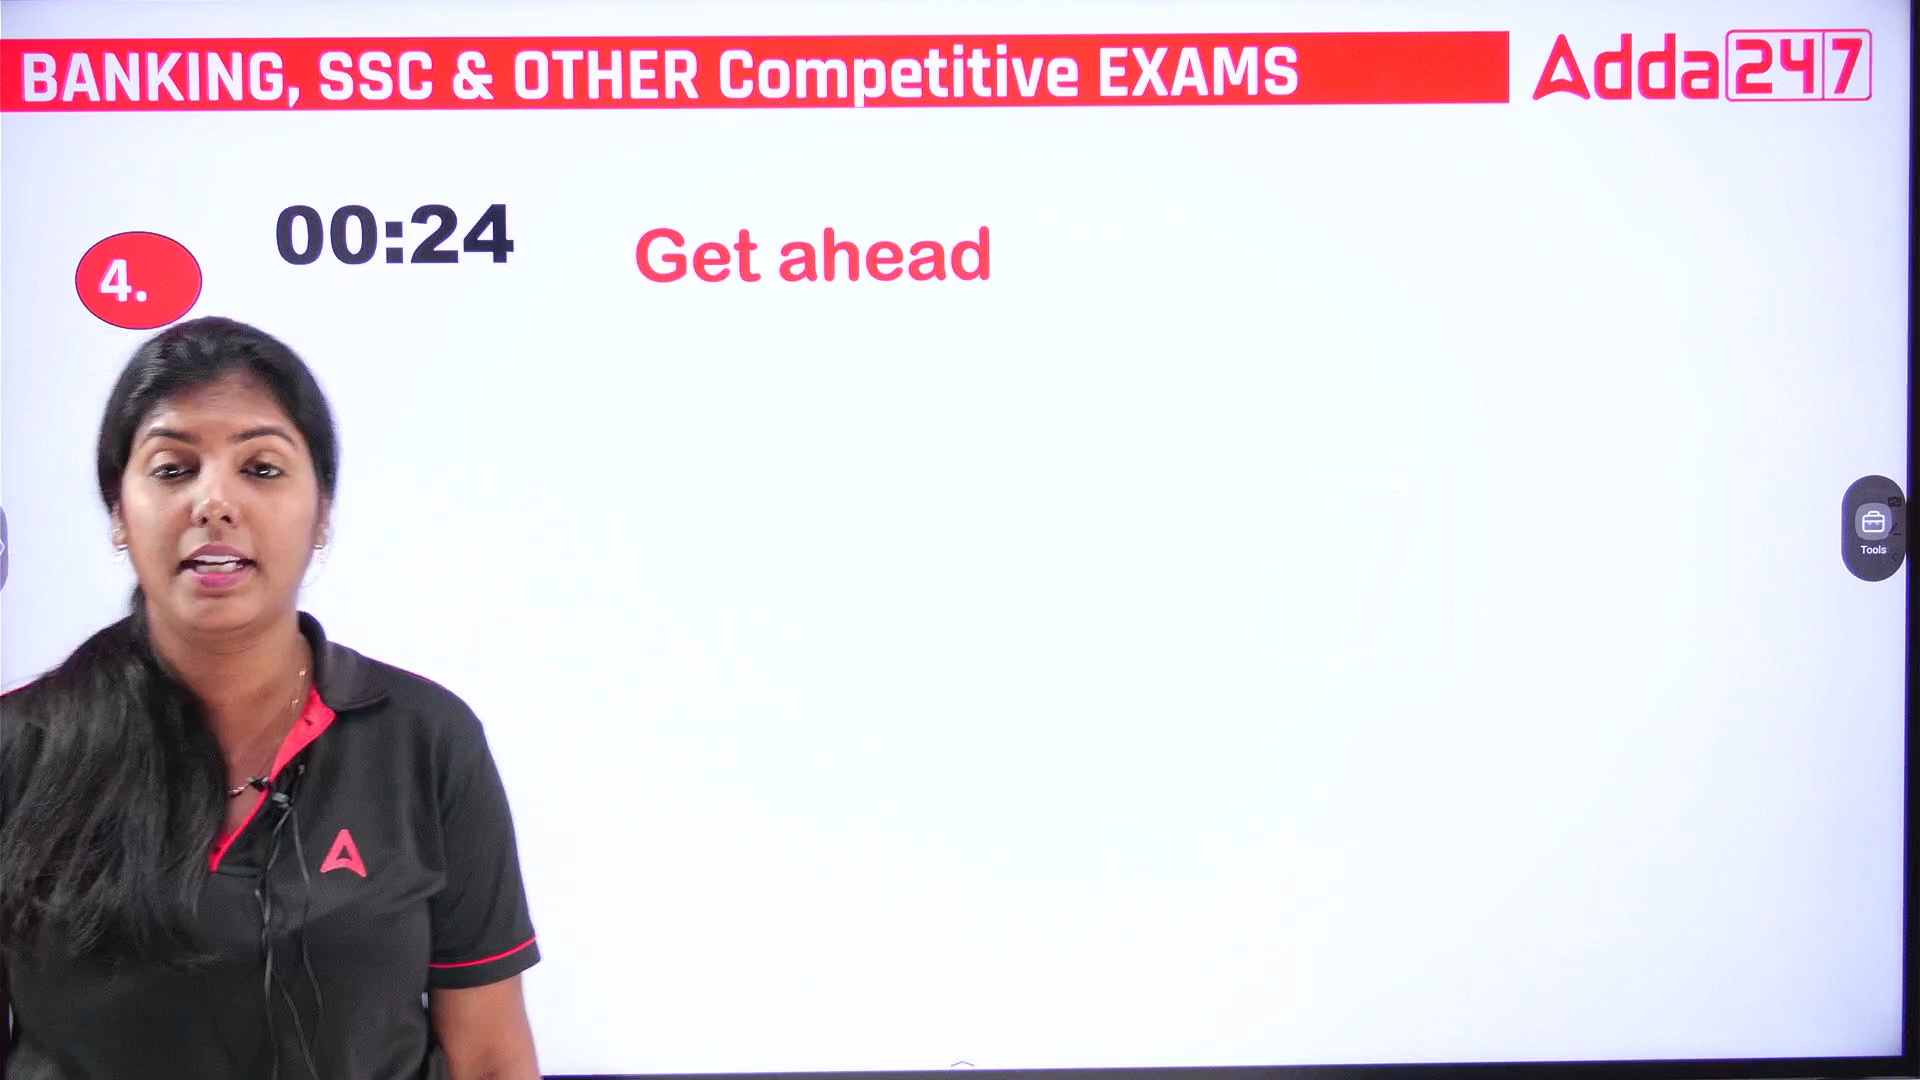 BANKING, SSC & OTHER Competitive EXAMS
Adda247
00:24
Get ahead
4.
Tools